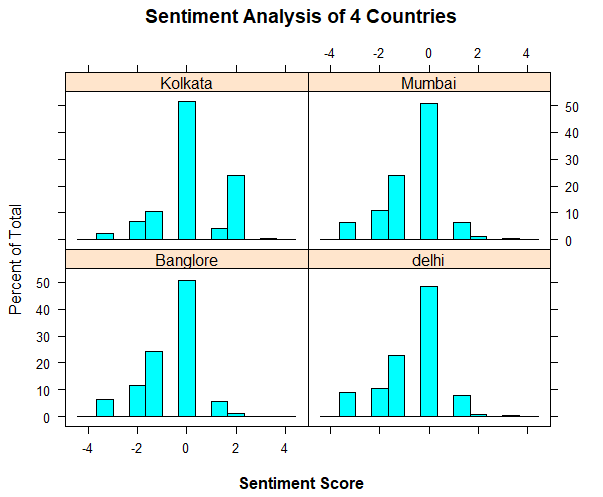 Sentiment Analysis of 4 Countries
-4 -2 0 2 4
Kolkata Mumbai
50
40
30
20
10
0
Percent of Total
Banglore delhi
50
40
30
20
10
0
-4 -2 0 2 4
Sentiment Score